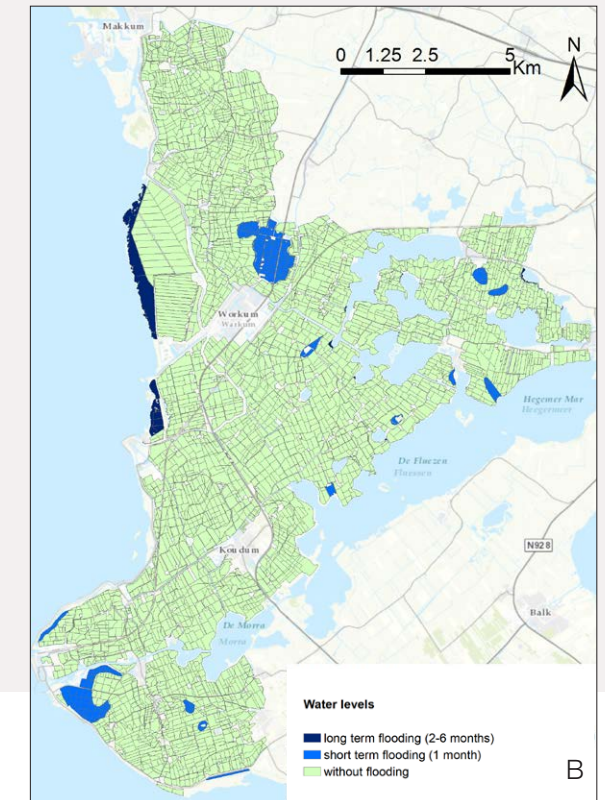 Makkum
0 1.25 2.5 5 Km
N
Workum
Warkum
Hegemer Mar
Heegermeer
De Fluezen
Fluessen
N928
Koudum
Balk
De Morra
Morra
Water levels
long term flooding (2-6 months)
short term flooding (1 month)
without flooding
B